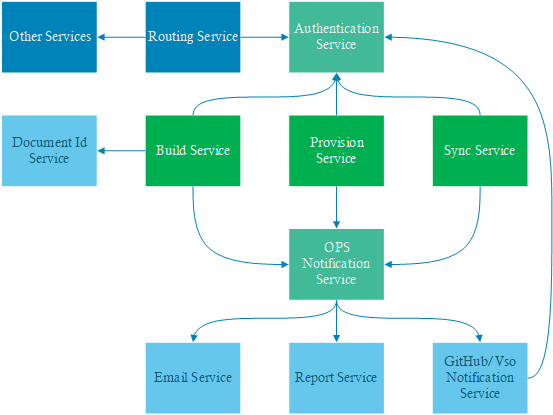 Other Services
Routing Service
Authentication
Service
Document Id
Service
Build Service
Provision
Service
Sync Service
OPS
Notification
Service
Email Service
Report Service
GitHub/Vso
Notification
Service